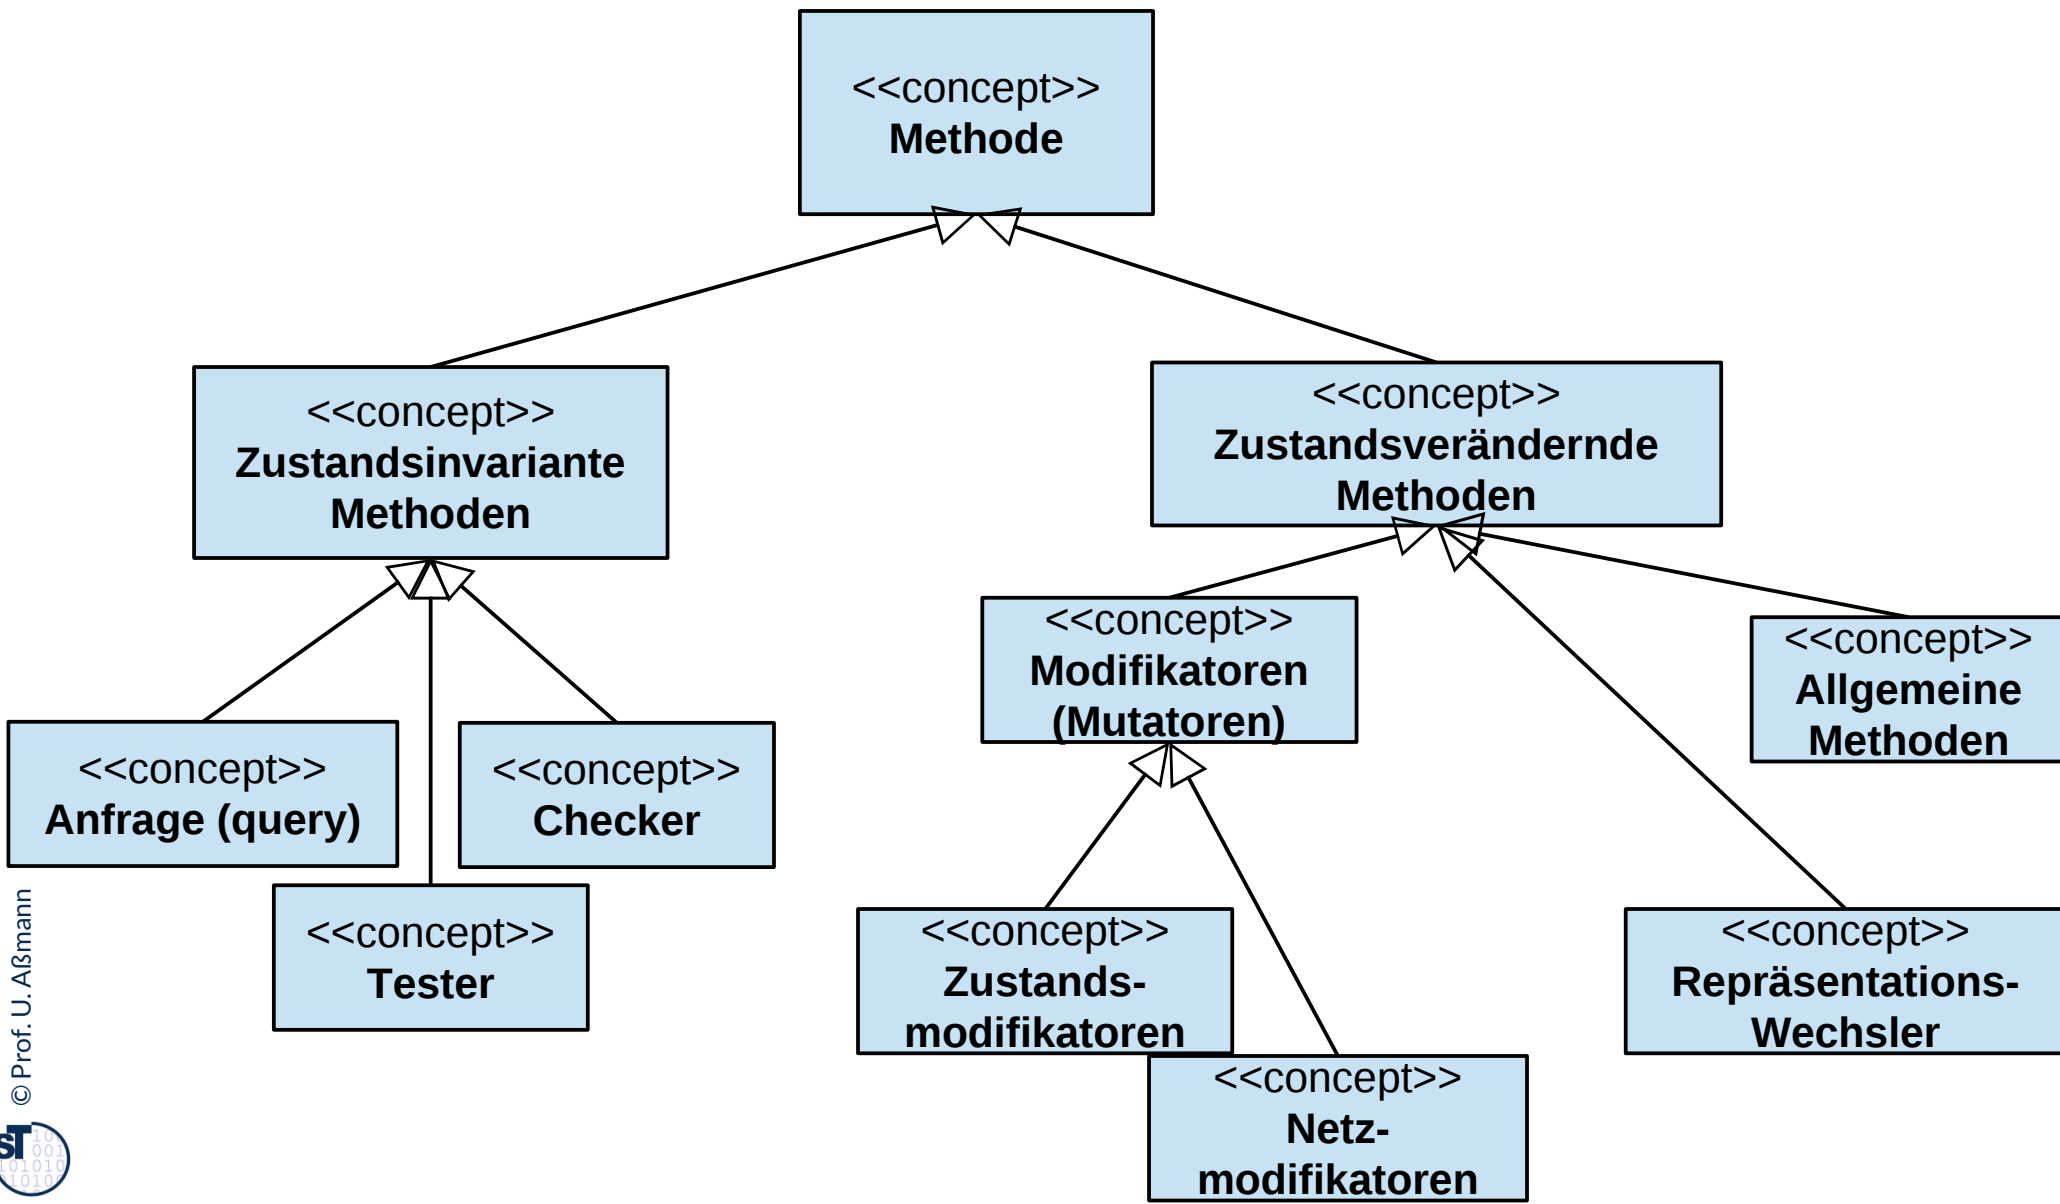 <<concept>>
Methode
<<concept>>
Zustandsinvariante
Methoden
<<concept>>
Zustandsverändernde
Methoden
<<concept>>
Modifikatoren
(Mutatoren)
<<concept>>
Allgemeine
Methoden
<<concept>>
Anfrage (query)
<<concept>>
Checker
<<concept>>
Tester
<<concept>>
Zustands-
modifikatoren
<<concept>>
Repräsentations-
Wechsler
<<concept>>
Netz-
modifikatoren
© Prof. U. Aßmann
ST